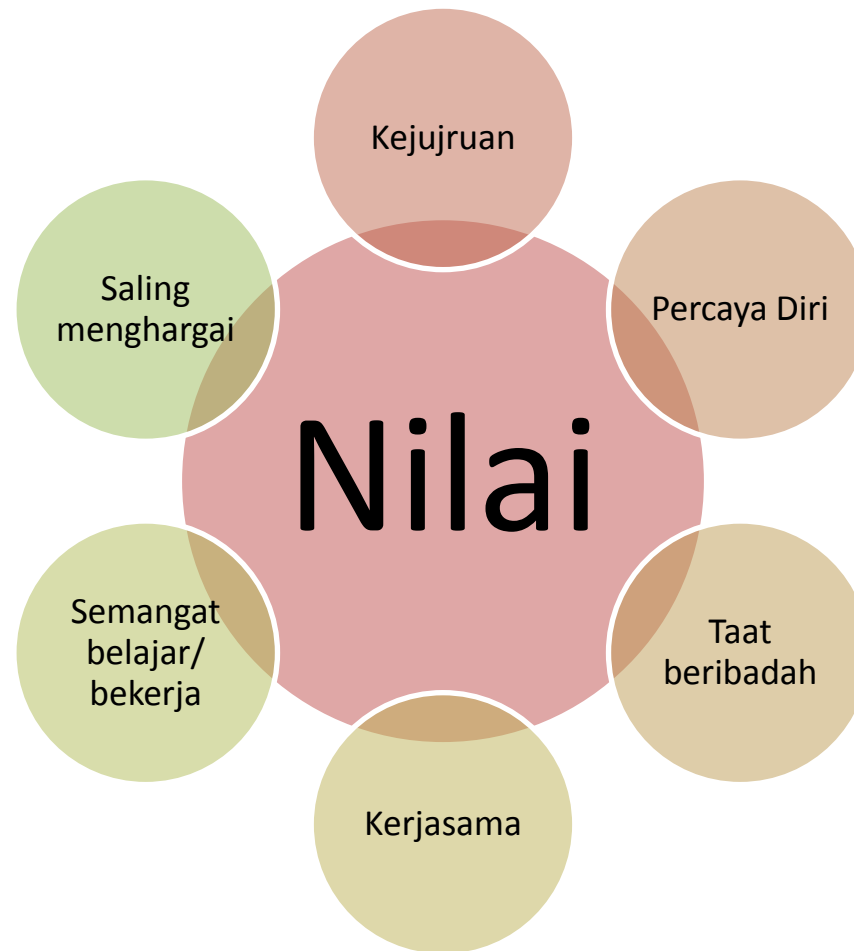 Kejujruan
Saling
menghargai
Percaya Diri
Nilai
Semangat
belajar/
bekerja
Taat
beribadah
Kerjasama